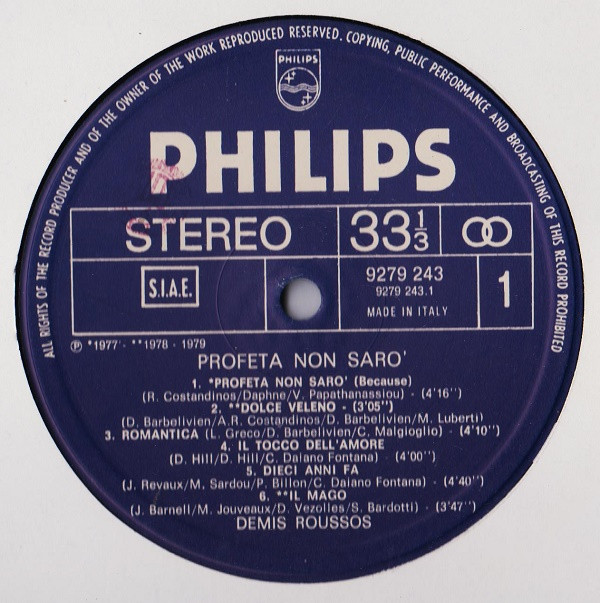 ALL RIGHTS OF THE RECORD PRODUCER AND OF THE OWNER OF THE WORK REPRODUCED RESERVED. COPYING, PUBLIC PERFORMANCE AND BROADCASTING OF THIS RECORD PROHIBITED
PHILIPS
PHILIPS
STEREO 33 1/3
S.I.A.E. 9279 243 1
9279 243.1
MADE IN ITALY
Ⓟ *1977 - **1978 - 1979
PROFETA NON SARO'
1. *PROFETA NON SARO' (Because)
(R. Costandinos/Daphne/V. Papathanassiou) - (4'16'')
2. **DOLCE VELENO - (3'05'')
(D. Barbelivien/A.R. Costandinos/D. Barbelivien/M. Luberti)
3. ROMANTICA (L. Greco/D. Barbelivien/C. Malgioglio) - (4'10'')
4. IL TOCCO DELL'AMORE
(D. Hill/D. Hill/C. Daiano Fontana) - (4'00'')
5. DIECI ANNI FA
(J. Revaux/M. Sardou/P. Billon/C. Daiano Fontana) - (4'40'')
6. **IL MAGO
(J. Barnell/M. Jouveaux/D. Vezolles/S. Bardotti) - (3'47'')
DEMIS ROUSSOS